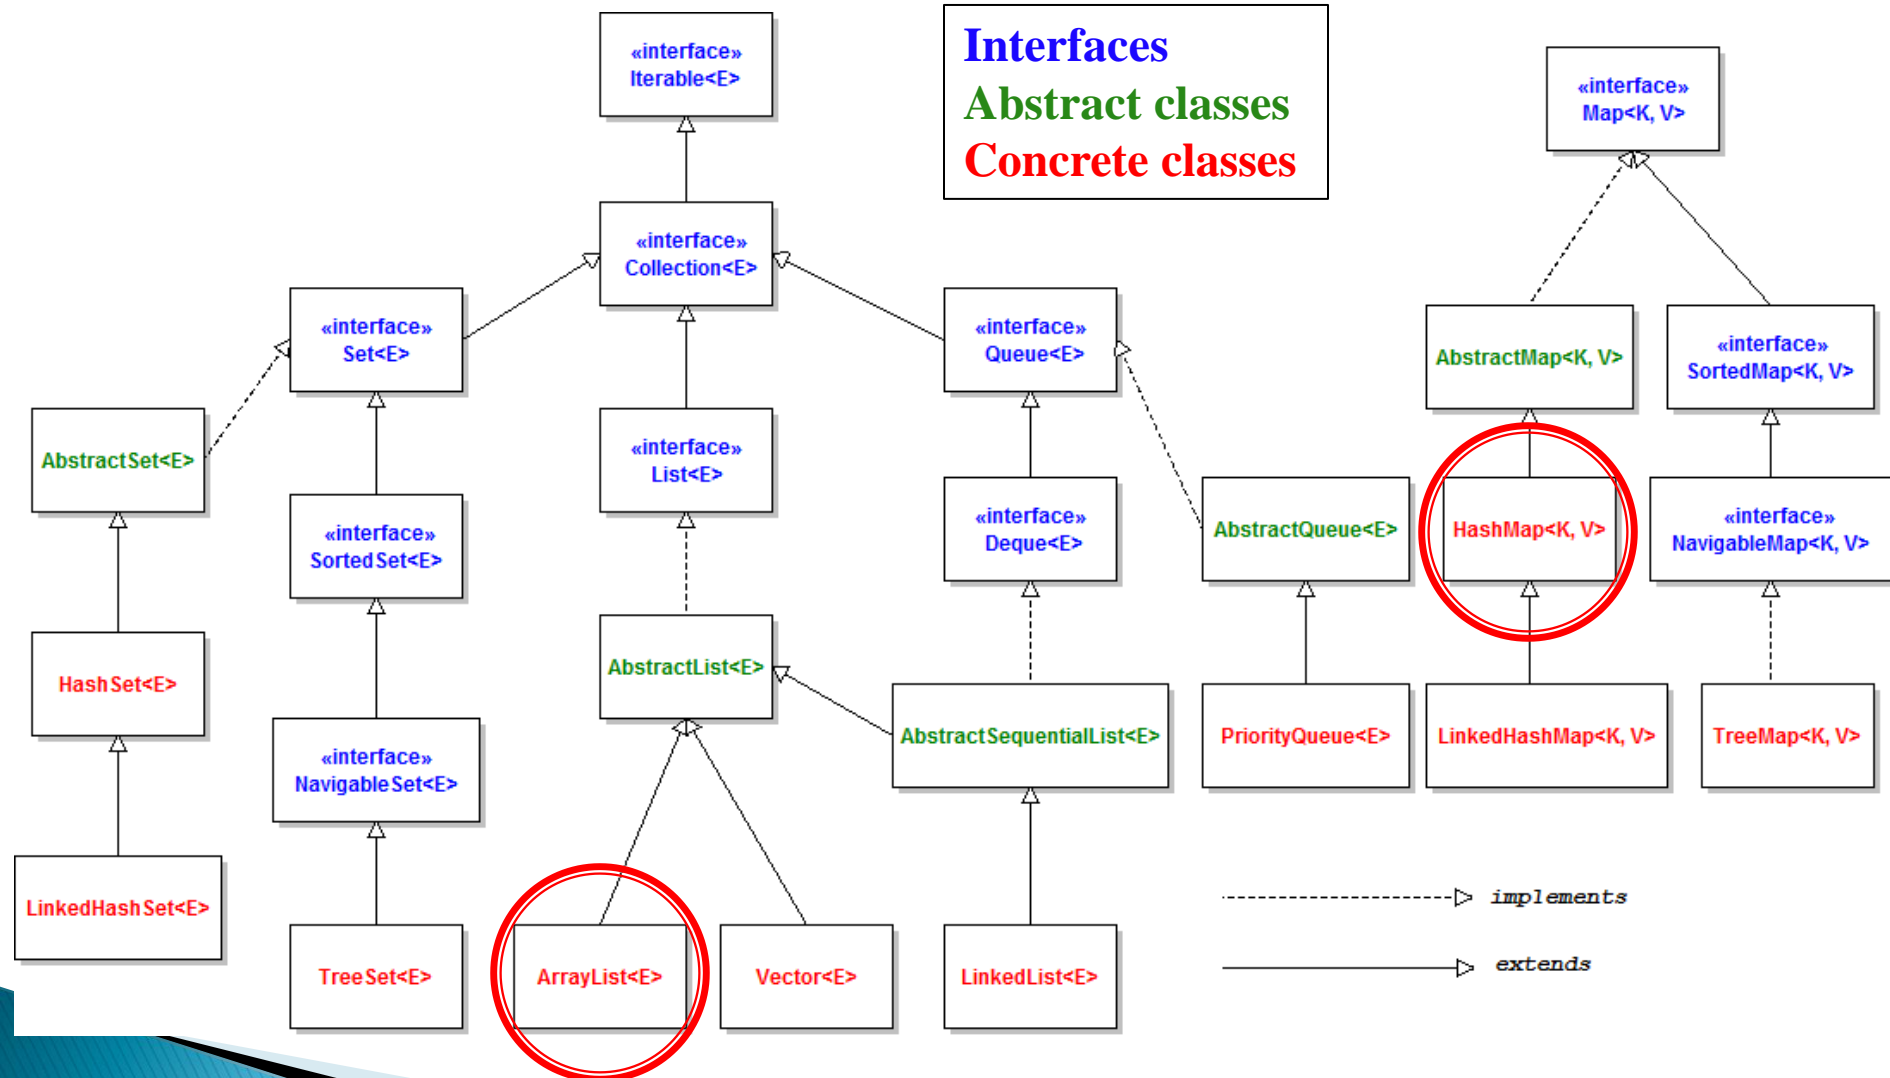 «interface»
Iterable<E>
Interfaces
Abstract classes
Concrete classes
«interface»
Map<K, V>
«interface»
Collection<E>
«interface»
Set<E>
«interface»
Queue<E>
AbstractMap<K, V>
«interface»
SortedMap<K, V>
AbstractSet<E>
«interface»
List<E>
«interface»
SortedSet<E>
«interface»
Deque<E>
AbstractQueue<E>
HashMap<K, V>
«interface»
NavigableMap<K, V>
HashSet<E>
AbstractList<E>
«interface»
NavigableSet<E>
AbstractSequentialList<E>
PriorityQueue<E>
LinkedHashMap<K, V>
TreeMap<K, V>
LinkedHashSet<E>
TreeSet<E>
ArrayList<E>
Vector<E>
LinkedList<E>
implements
extends